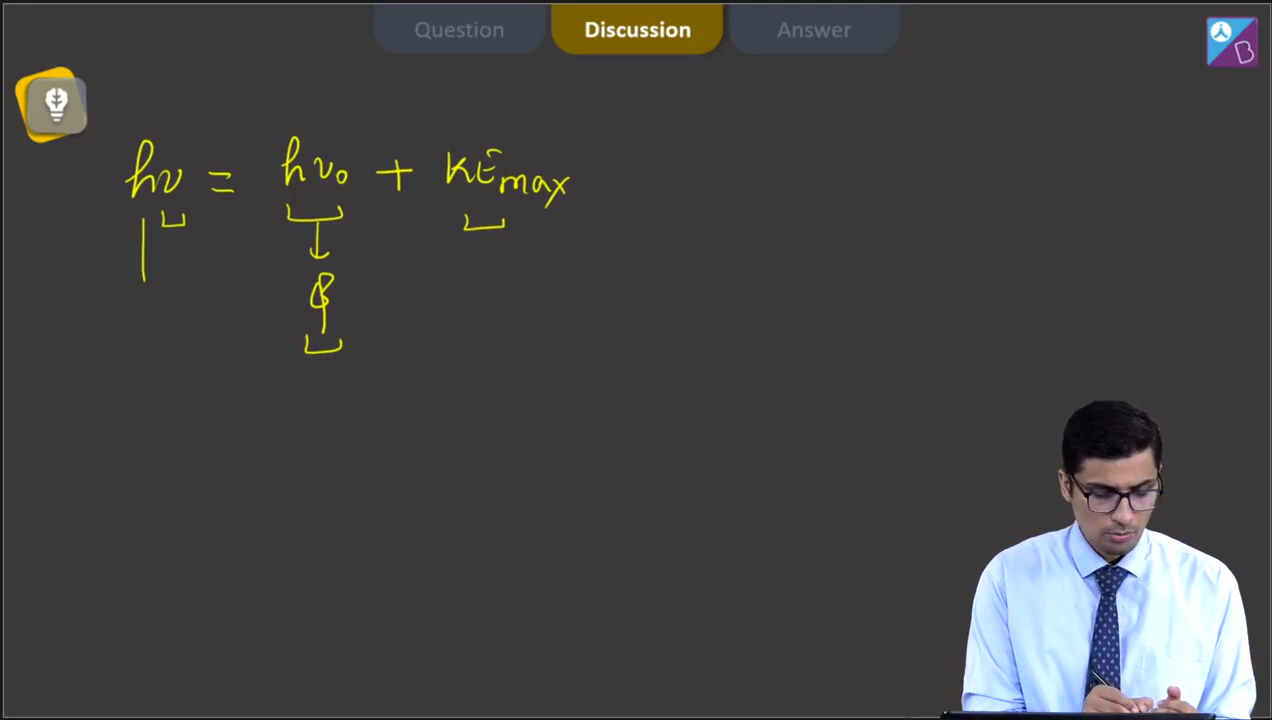 Question Discussion Answer
B
hν = hν₀ + KEmax
ϕ